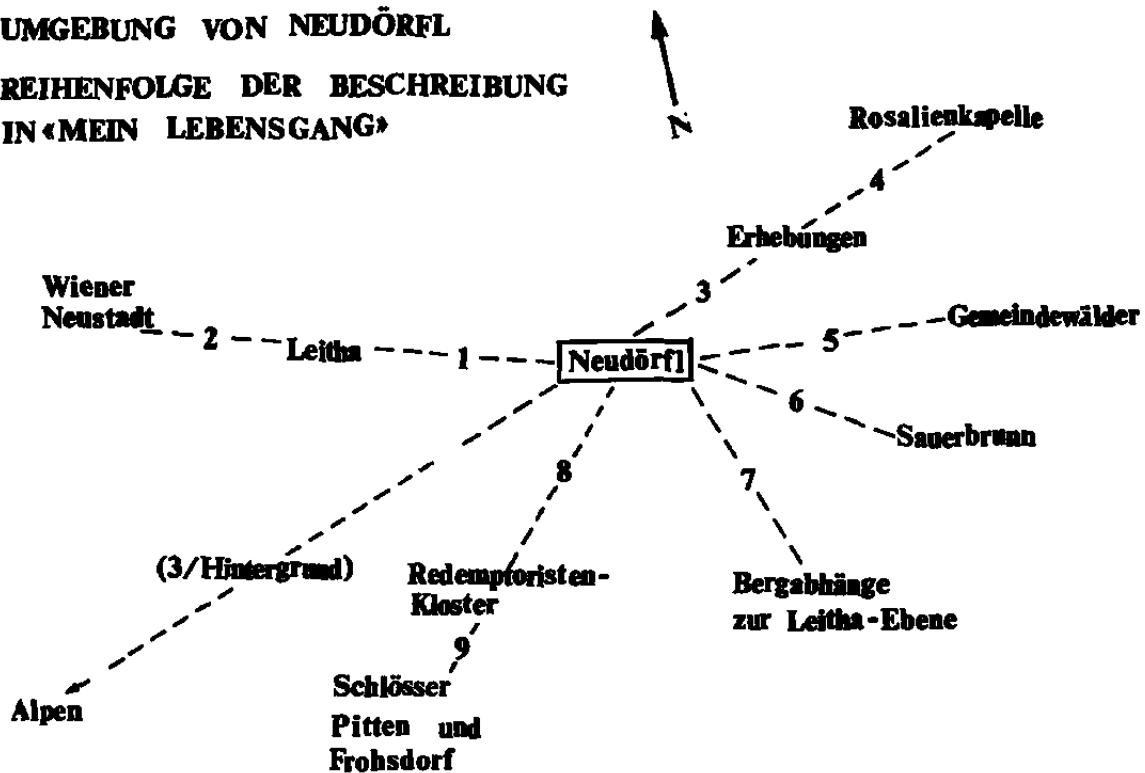 UMGEBUNG VON NEUDÖRFL
REIHENFOLGE DER BESCHREIBUNG
IN «MEIN LEBENSGANG»
N
Rosalienkapelle
4
Erhebungen
3
Wiener
Neustadt
2
Leitha
1
Neudörfl
5
Gemeindewälder
6
Sauerbrunn
7
Bergabhänge
zur Leitha-Ebene
8
(3/Hintergrund)
Redemptoristen-
Kloster
9
Schlösser
Pitten und
Frohsdorf
Alpen